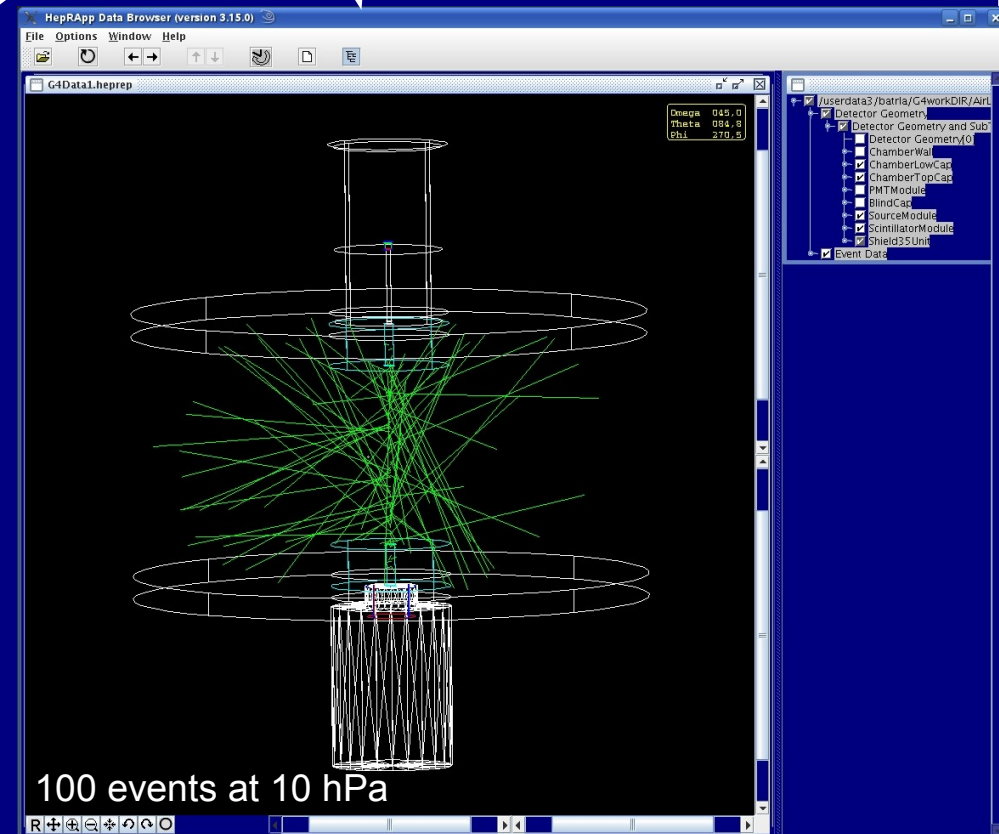 HepRApp Data Browser (version 3.15.0)
File Options Window Help
G4Data1.heprep
Omega 045,0
Theta 084,8
Phi 270,5
/userdata3/batrla/G4workDIR/AirL
Detector Geometry
Detector Geometry and SubT
Detector Geometry[0]
ChamberWall
ChamberLowCap
ChamberTopCap
PMTModule
BlindCap
SourceModule
ScintillatorModule
Shield35Unit
Event Data
100 events at 10 hPa
R